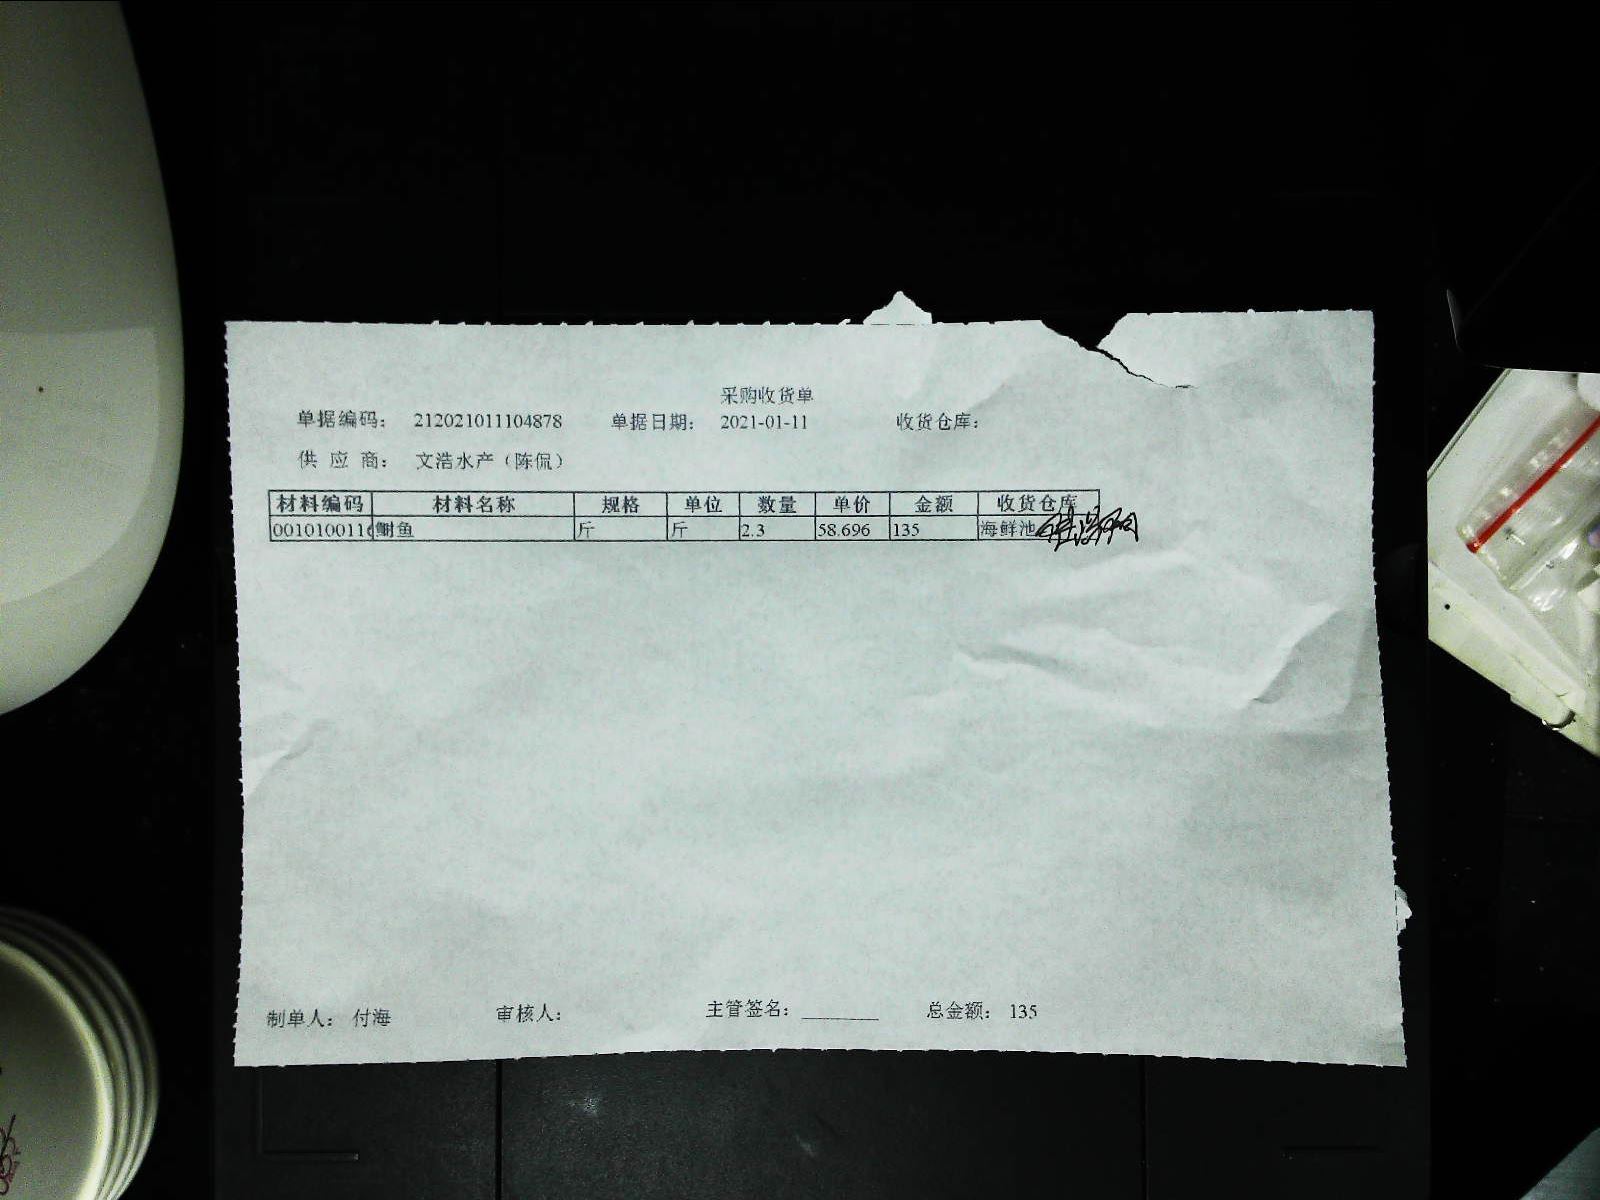 采购收货单
单据编码： 212021011104878 单据日期： 2021-01-11 收货仓库：
供 应 商： 文浩水产（陈侃）
材料编码 材料名称 规格 单位 数量 单价 金额 收货仓库
001010011 鮰鱼 斤 斤 2.3 58.696 135 海鲜池
制单人： 付海 审核人： 主管签名： ________ 总金额： 135